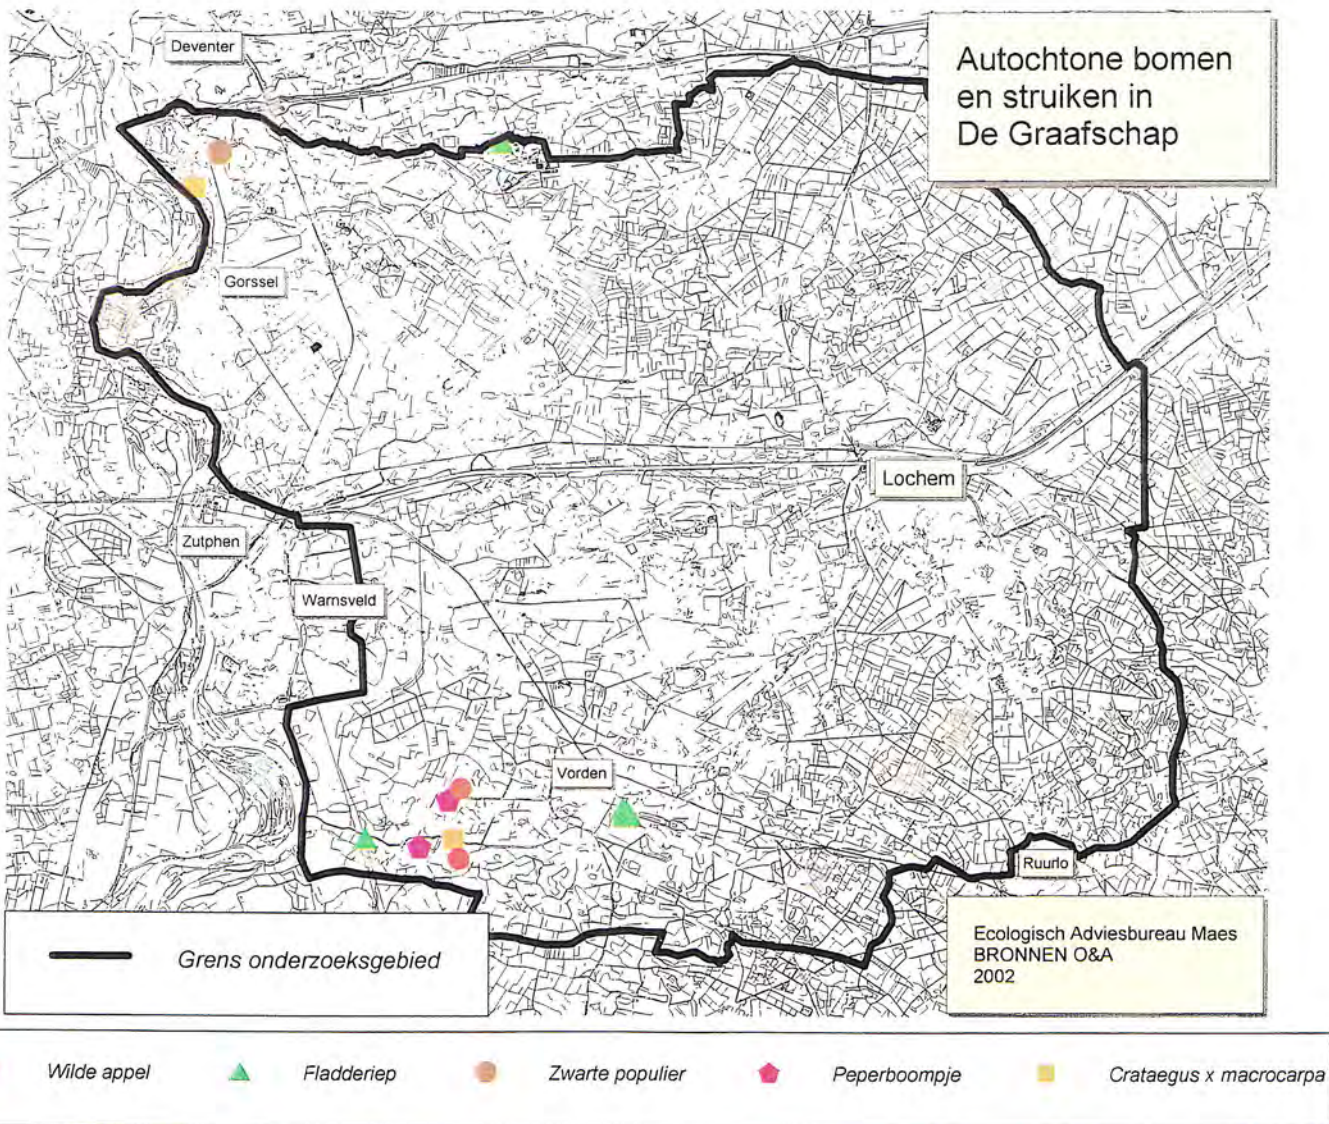 Autochtone bomen
en struiken in
De Graafschap
Deventer
Gorssel
Lochem
Zutphen
Warnsveld
Vorden
Ruurlo
Grens onderzoeksgebied
Ecologisch Adviesbureau Maes
BRONNEN O&A
2002
Wilde appel
Fladderiep
Zwarte populier
Peperboompje
Crataegus x macrocarpa